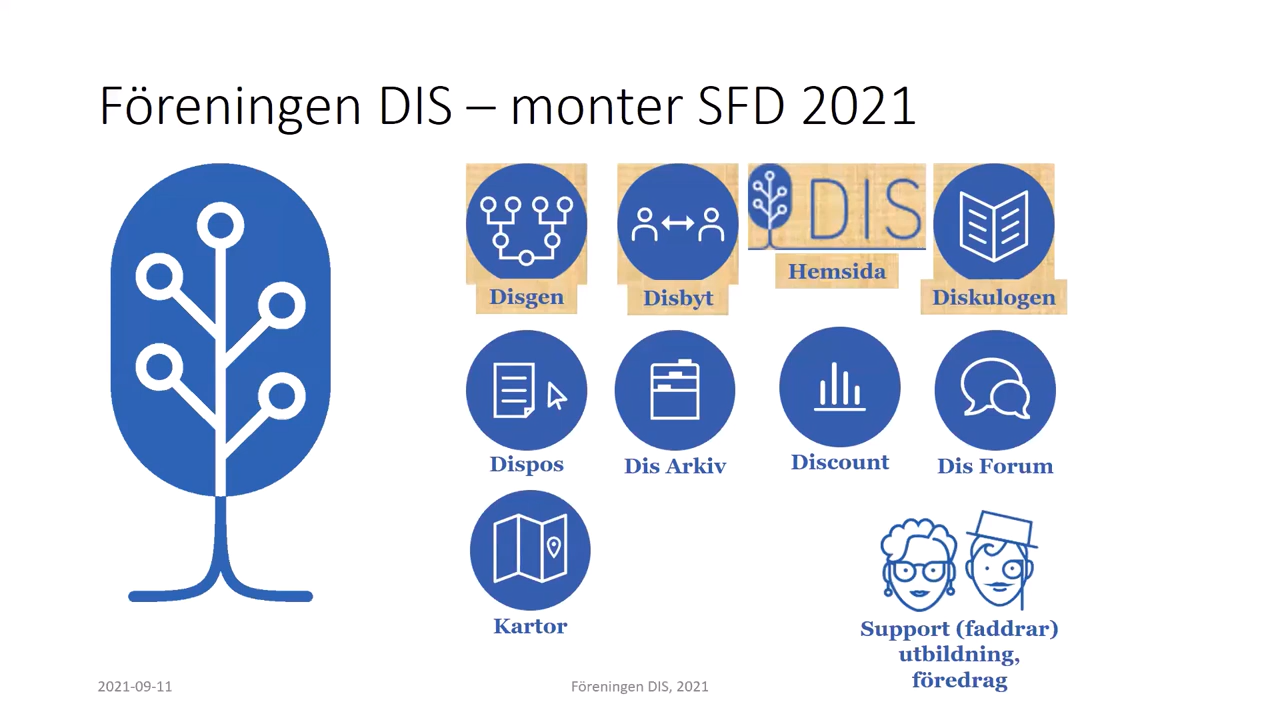 Föreningen DIS – monter SFD 2021
DIS
Disgen
Disbyt
Hemsida
Diskulogen
Dispos
Dis Arkiv
Discount
Dis Forum
Kartor
Support (faddrar)
utbildning,
föredrag
2021-09-11
Föreningen DIS, 2021